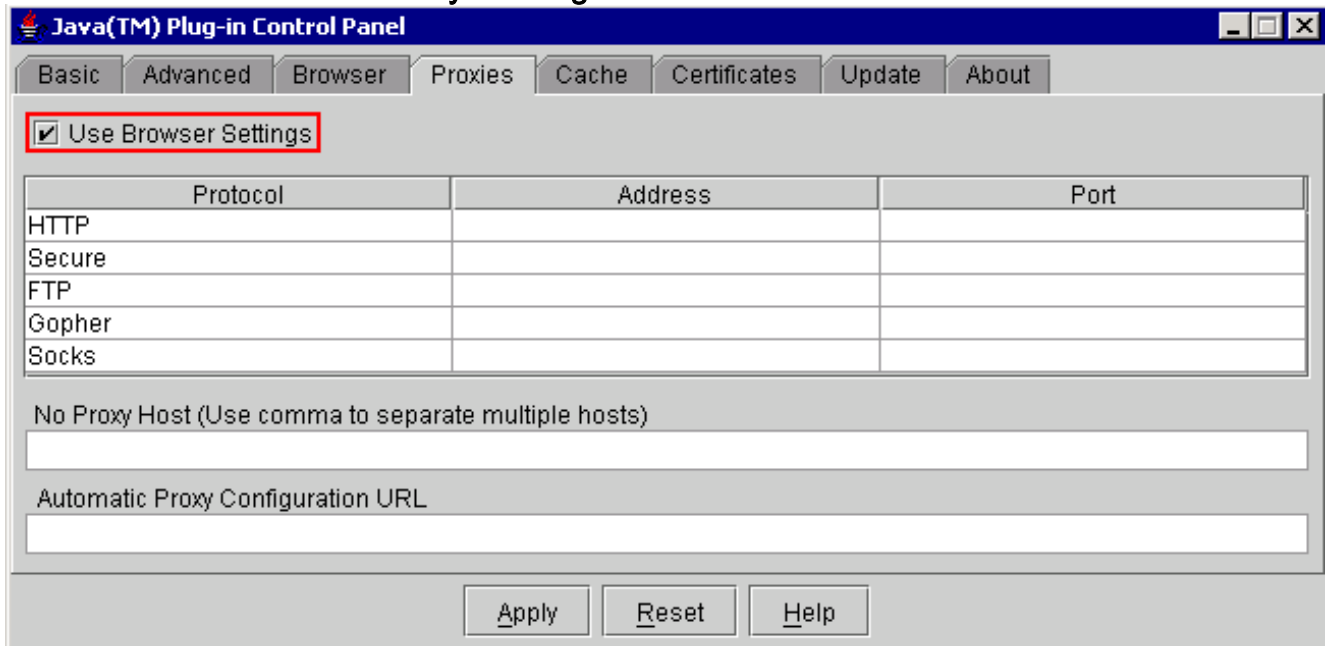 Java(TM) Plug-in Control Panel
Basic Advanced Browser Proxies Cache Certificates Update About
Use Browser Settings
Protocol Address Port
HTTP
Secure
FTP
Gopher
Socks
No Proxy Host (Use comma to separate multiple hosts)
Automatic Proxy Configuration URL
Apply Reset Help